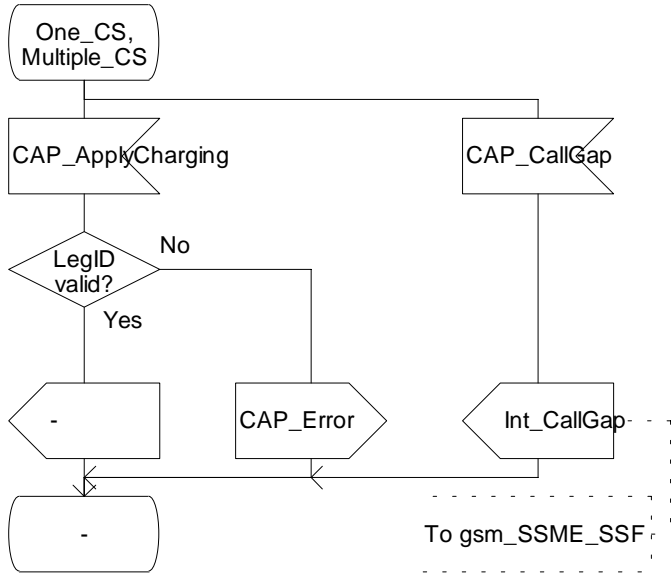 One_CS,
Multiple_CS
CAP_ApplyCharging
CAP_CallGap
LegID
valid?
No
Yes
-
CAP_Error
Int_CallGap
-
To gsm_SSME_SSF